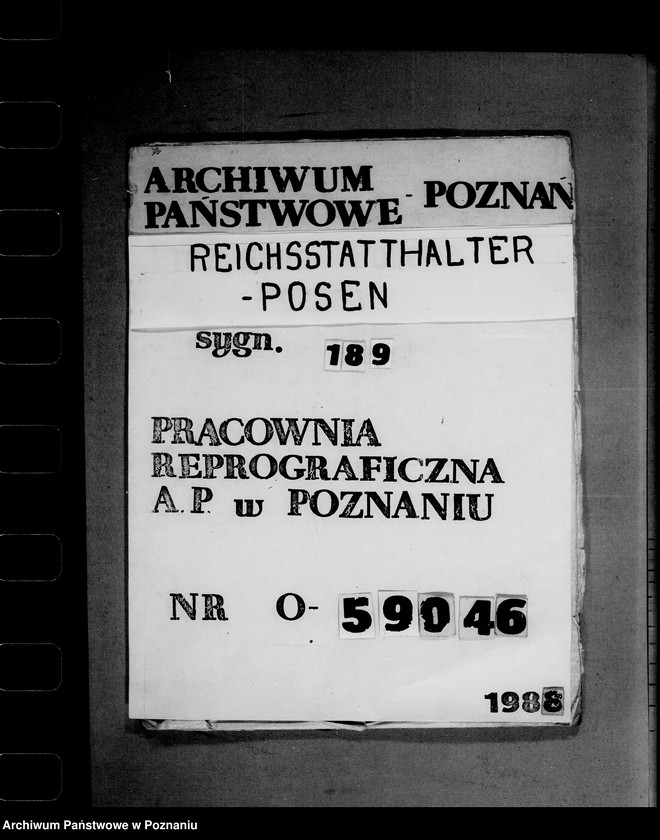 ARCHIWUM
PAŃSTWOWE - POZNAŃ
REICHSSTATTHALTER
-POSEN
sygn. 189
PRACOWNIA
REPROGRAFICZNA
A.P. w POZNANIU
NR O-59046
1988
Archiwum Państwowe w Poznaniu